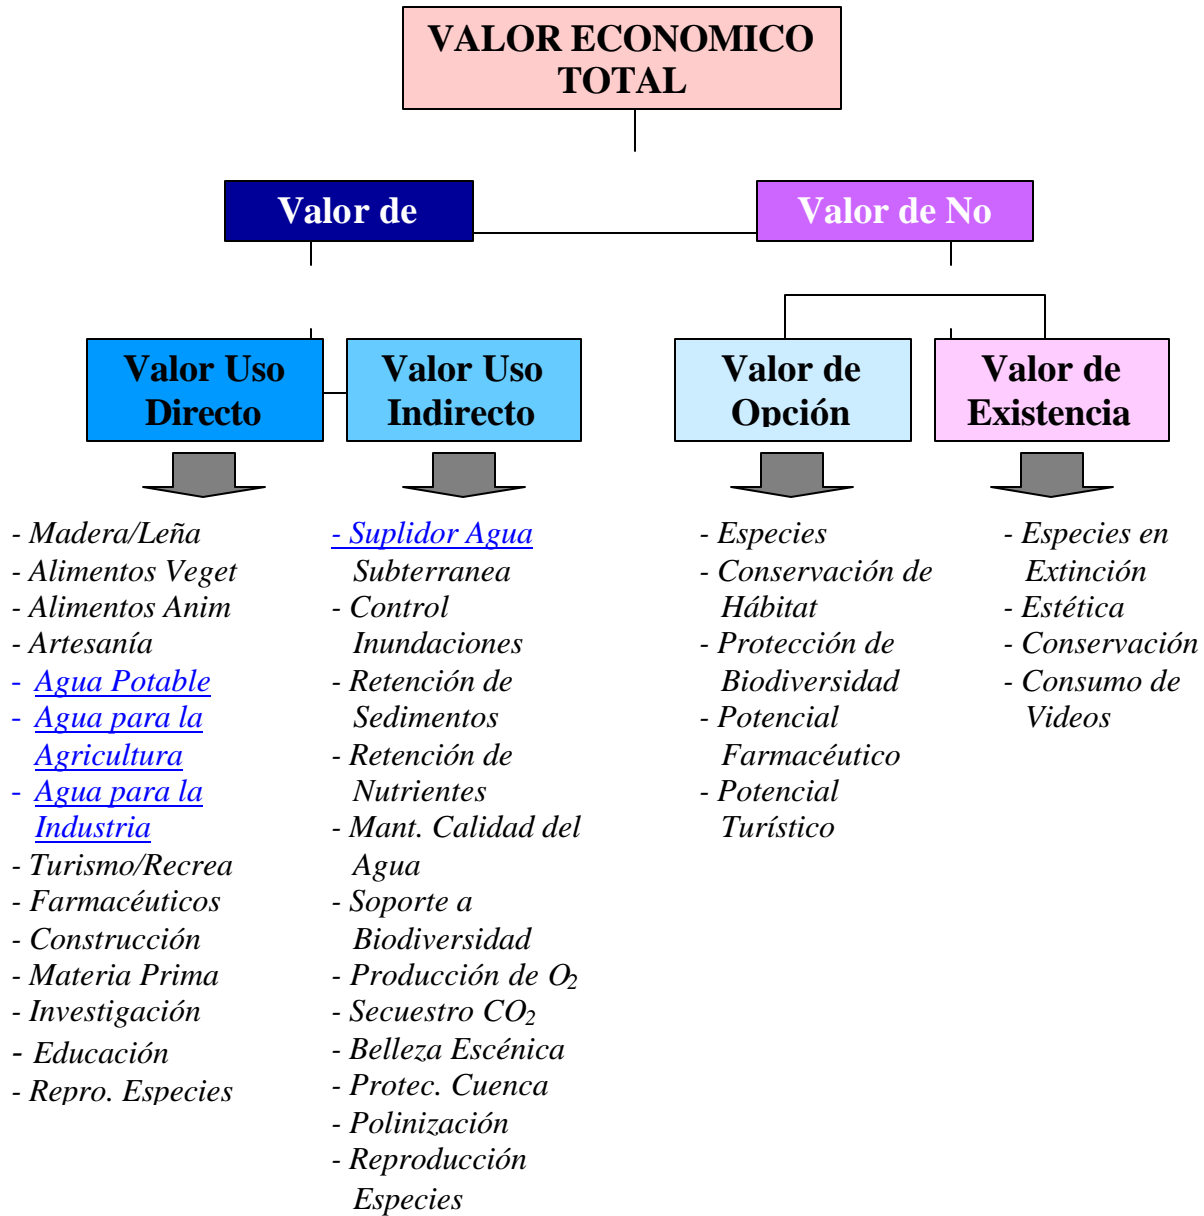 VALOR ECONOMICO
TOTAL
Valor de
Valor de No
Valor Uso
Directo
Valor Uso
Indirecto
Valor de
Opción
Valor de
Existencia
- Madera/Leña
- Alimentos Veget
- Alimentos Anim
- Artesanía
- Agua Potable
- Agua para la
Agricultura
- Agua para la
Industria
- Turismo/Recrea
- Farmacéuticos
- Construcción
- Materia Prima
- Investigación
- Educación
- Repro. Especies
- Suplidor Agua
Subterranea
- Control
Inundaciones
- Retención de
Sedimentos
- Retención de
Nutrientes
- Mant. Calidad del
Agua
- Soporte a
Biodiversidad
- Producción de O2
- Secuestro CO2
- Belleza Escénica
- Protec. Cuenca
- Polinización
- Reproducción
Especies
- Especies
- Conservación de
Hábitat
- Protección de
Biodiversidad
- Potencial
Farmacéutico
- Potencial
Turístico
- Especies en
Extinción
- Estética
- Conservación
- Consumo de
Videos